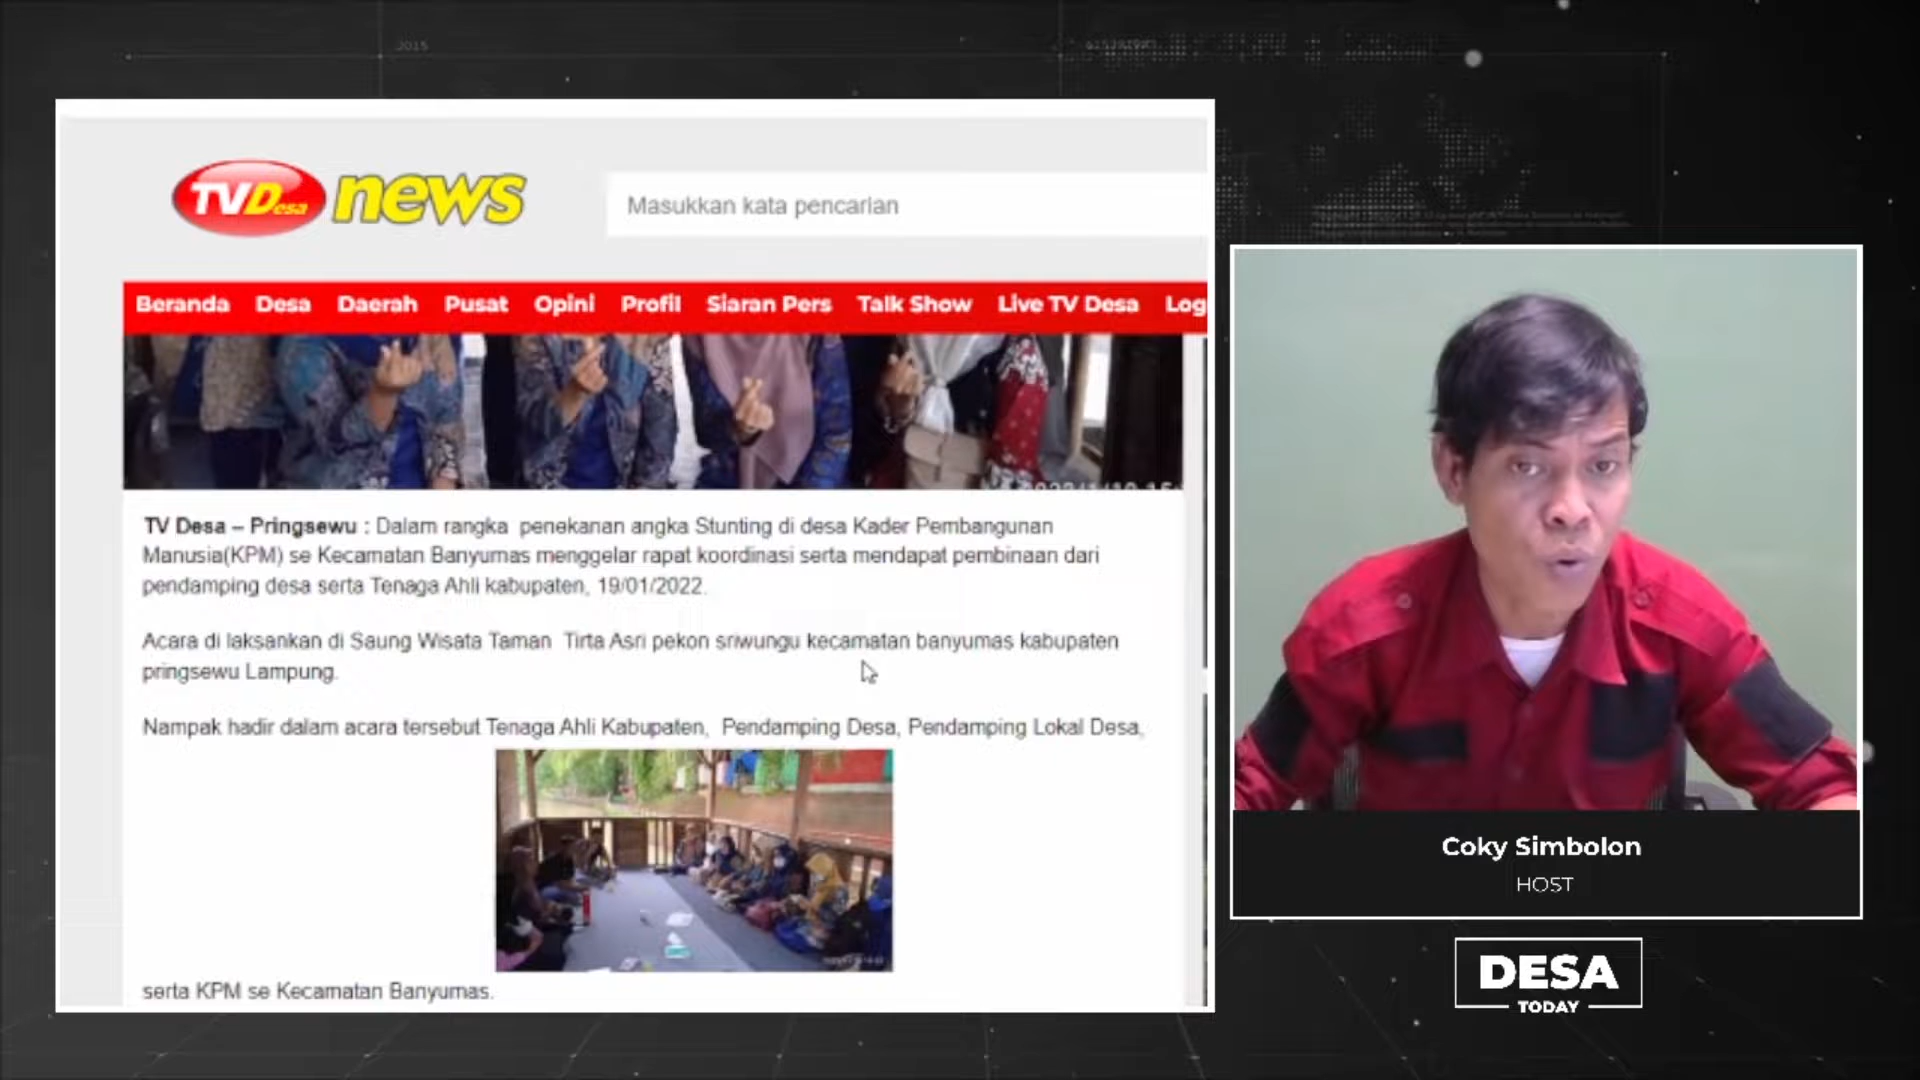 2015
TVDesa news
Masukkan kata pencarian
Beranda Desa Daerah Pusat Opini Profil Siaran Pers Talk Show Live TV Desa Log
TV Desa – Pringsewu : Dalam rangka penekanan angka Stunting di desa Kader Pembangunan
Manusia(KPM) se Kecamatan Banyumas menggelar rapat koordinasi serta mendapat pembinaan dari
pendamping desa serta Tenaga Ahli kabupaten, 19/01/2022.
Acara di laksankan di Saung Wisata Taman Tirta Asri pekon sriwungu kecamatan banyumas kabupaten
pringsewu Lampung.
Nampak hadir dalam acara tersebut Tenaga Ahli Kabupaten, Pendamping Desa, Pendamping Lokal Desa,
serta KPM se Kecamatan Banyumas.
Coky Simbolon
HOST
DESA
TODAY